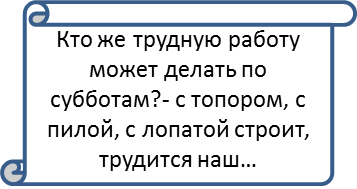 Кто же трудную работу
может делать по
субботам?- с топором, с
пилой, с лопатой строит,
трудится наш…